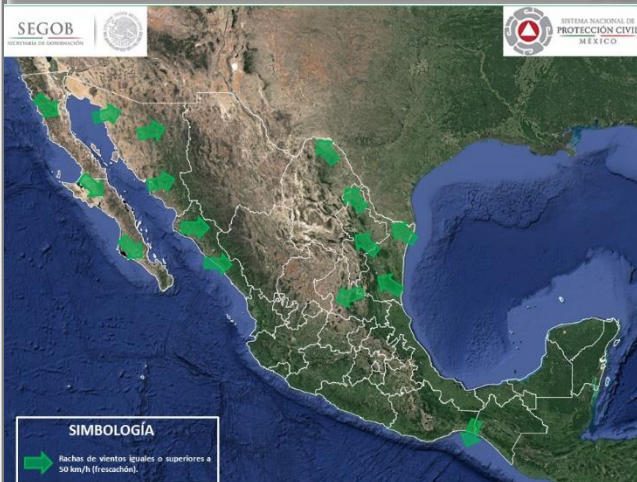 SEGOB
SECRETARÍA DE GOBERNACIÓN
SISTEMA NACIONAL DE
PROTECCIÓN CIVIL
MÉXICO
SIMBOLOGÍA
Rachas de vientos iguales o superiores a
50 km/h (frescachón).